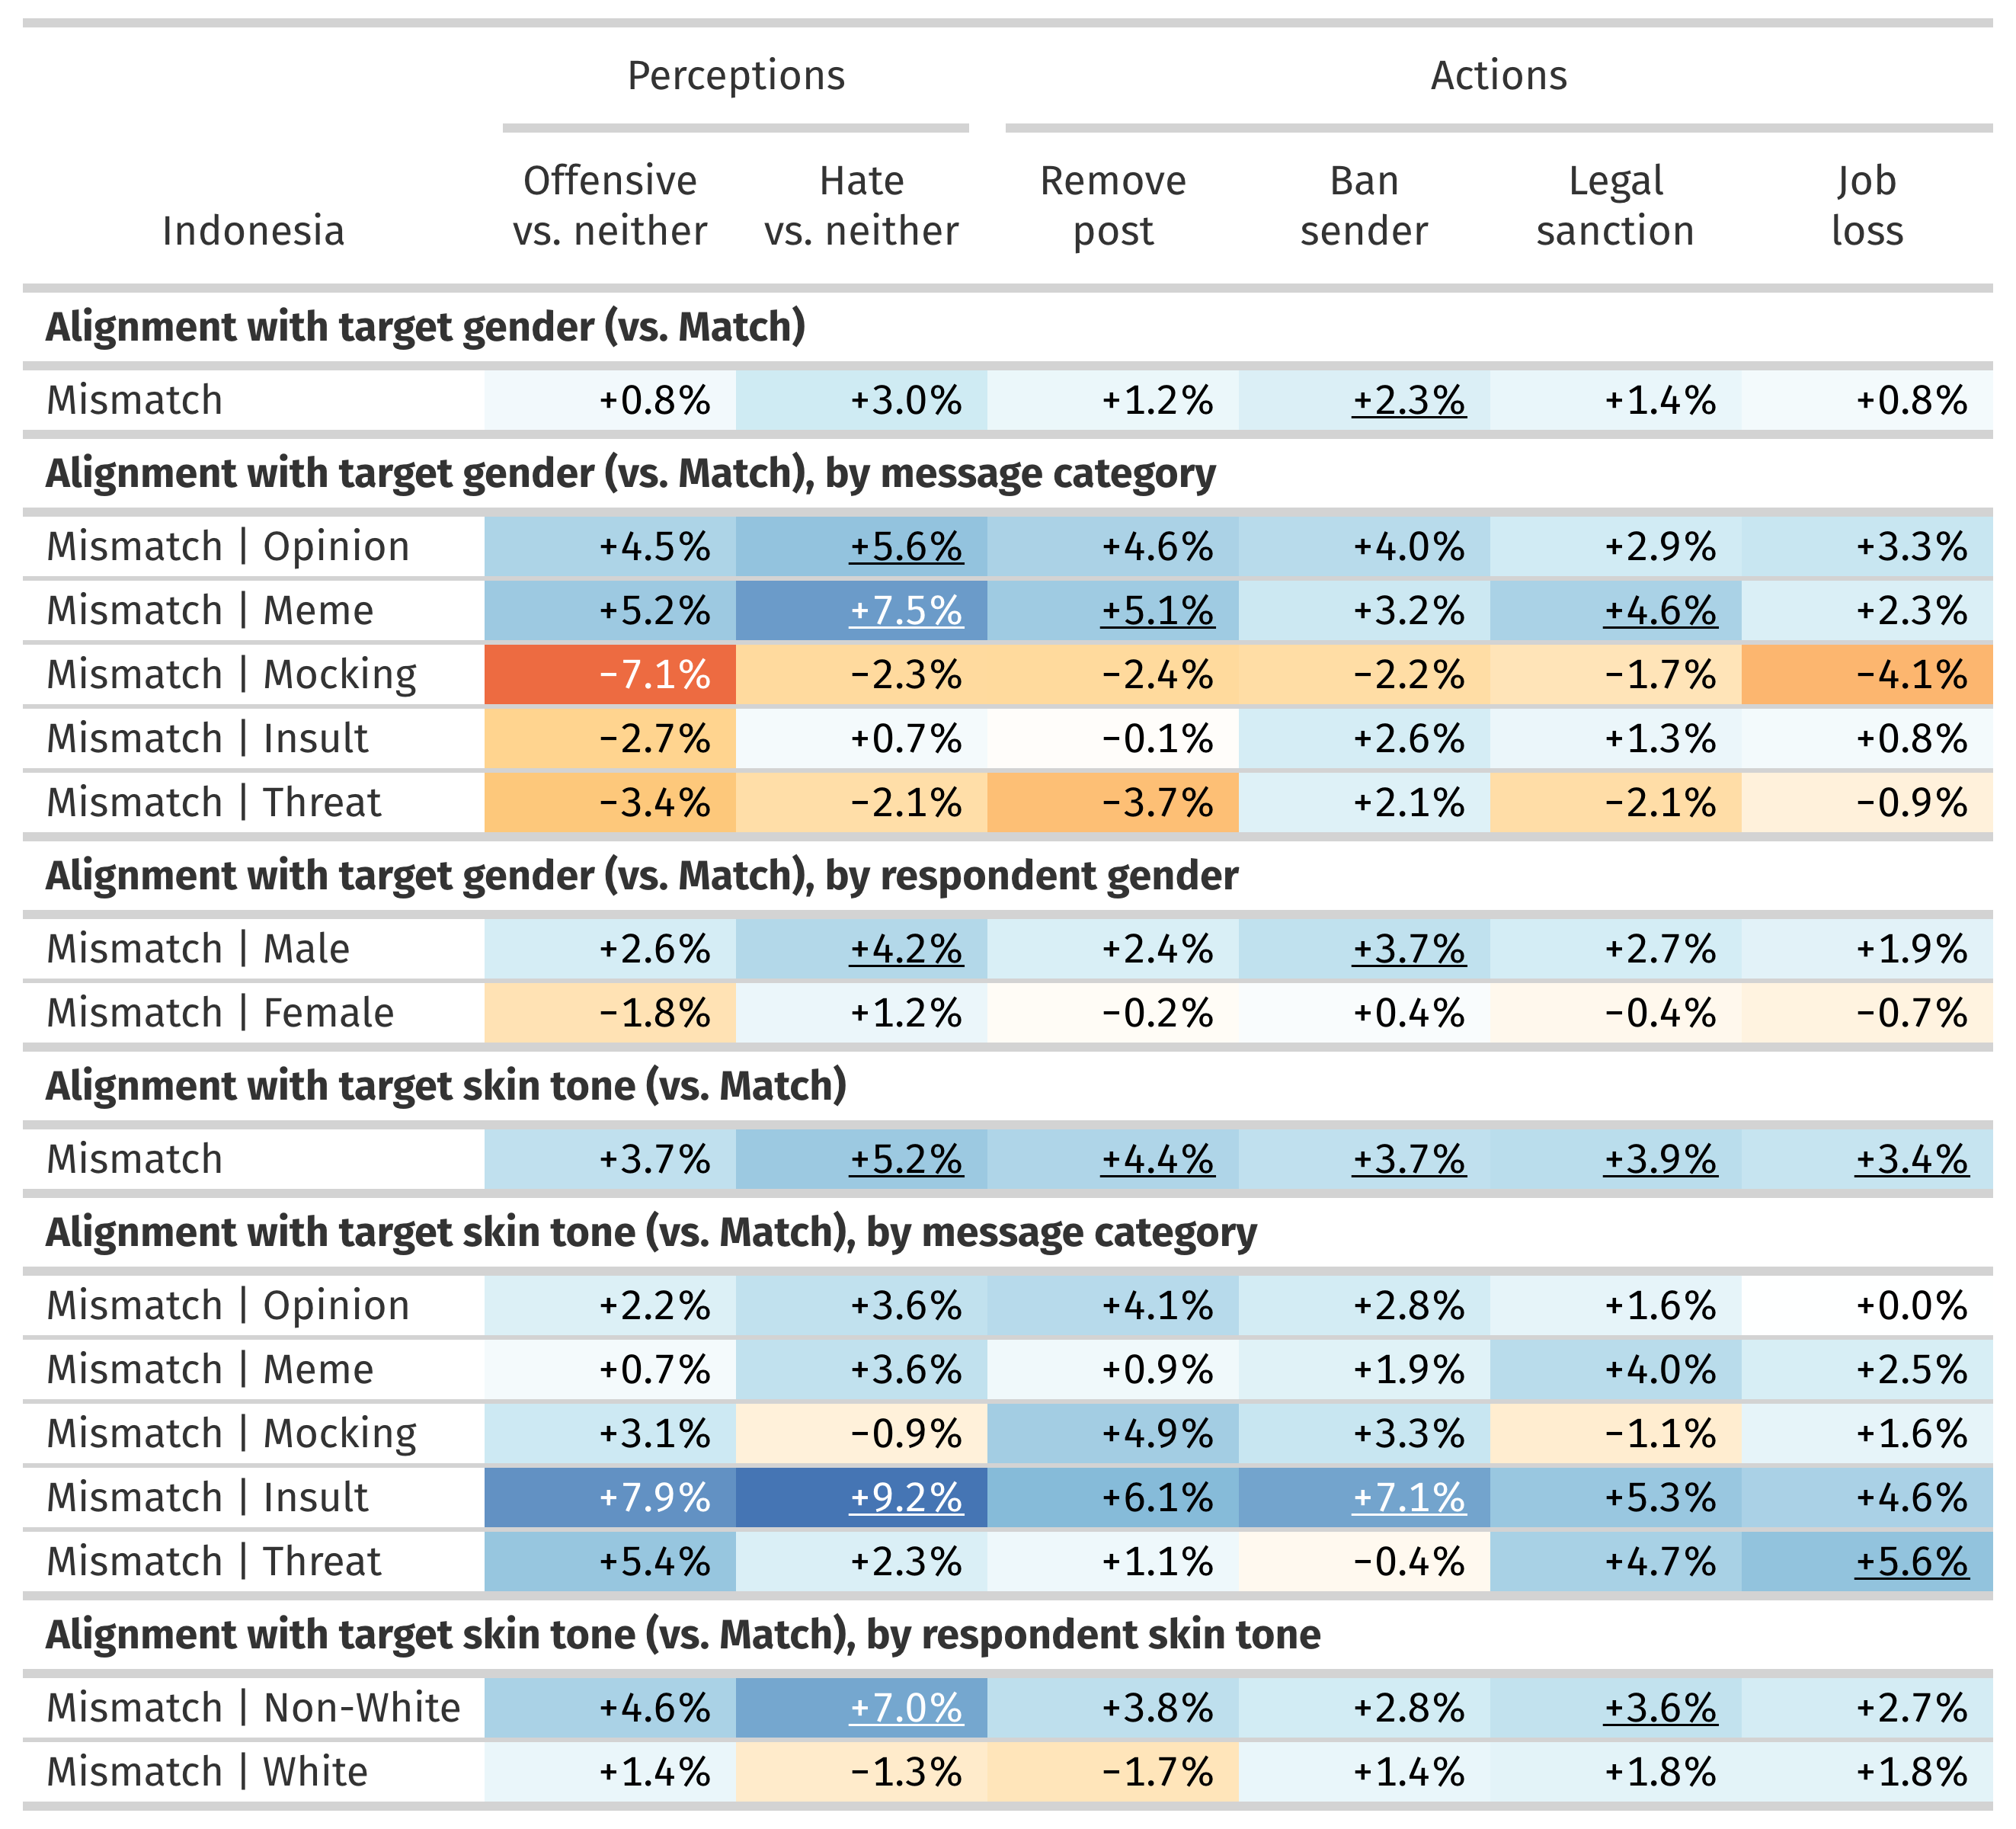 Perceptions Actions
Offensive Hate Remove Ban Legal Job
Indonesia vs. neither vs. neither post sender sanction loss
Alignment with target gender (vs. Match)
Mismatch +0.8% +3.0% +1.2% +2.3% +1.4% +0.8%
Alignment with target gender (vs. Match), by message category
Mismatch | Opinion +4.5% +5.6% +4.6% +4.0% +2.9% +3.3%
Mismatch | Meme +5.2% +7.5% +5.1% +3.2% +4.6% +2.3%
Mismatch | Mocking −7.1% −2.3% −2.4% −2.2% −1.7% −4.1%
Mismatch | Insult −2.7% +0.7% −0.1% +2.6% +1.3% +0.8%
Mismatch | Threat −3.4% −2.1% −3.7% +2.1% −2.1% −0.9%
Alignment with target gender (vs. Match), by respondent gender
Mismatch | Male +2.6% +4.2% +2.4% +3.7% +2.7% +1.9%
Mismatch | Female −1.8% +1.2% −0.2% +0.4% −0.4% −0.7%
Alignment with target skin tone (vs. Match)
Mismatch +3.7% +5.2% +4.4% +3.7% +3.9% +3.4%
Alignment with target skin tone (vs. Match), by message category
Mismatch | Opinion +2.2% +3.6% +4.1% +2.8% +1.6% +0.0%
Mismatch | Meme +0.7% +3.6% +0.9% +1.9% +4.0% +2.5%
Mismatch | Mocking +3.1% −0.9% +4.9% +3.3% −1.1% +1.6%
Mismatch | Insult +7.9% +9.2% +6.1% +7.1% +5.3% +4.6%
Mismatch | Threat +5.4% +2.3% +1.1% −0.4% +4.7% +5.6%
Alignment with target skin tone (vs. Match), by respondent skin tone
Mismatch | Non-White +4.6% +7.0% +3.8% +2.8% +3.6% +2.7%
Mismatch | White +1.4% −1.3% −1.7% +1.4% +1.8% +1.8%